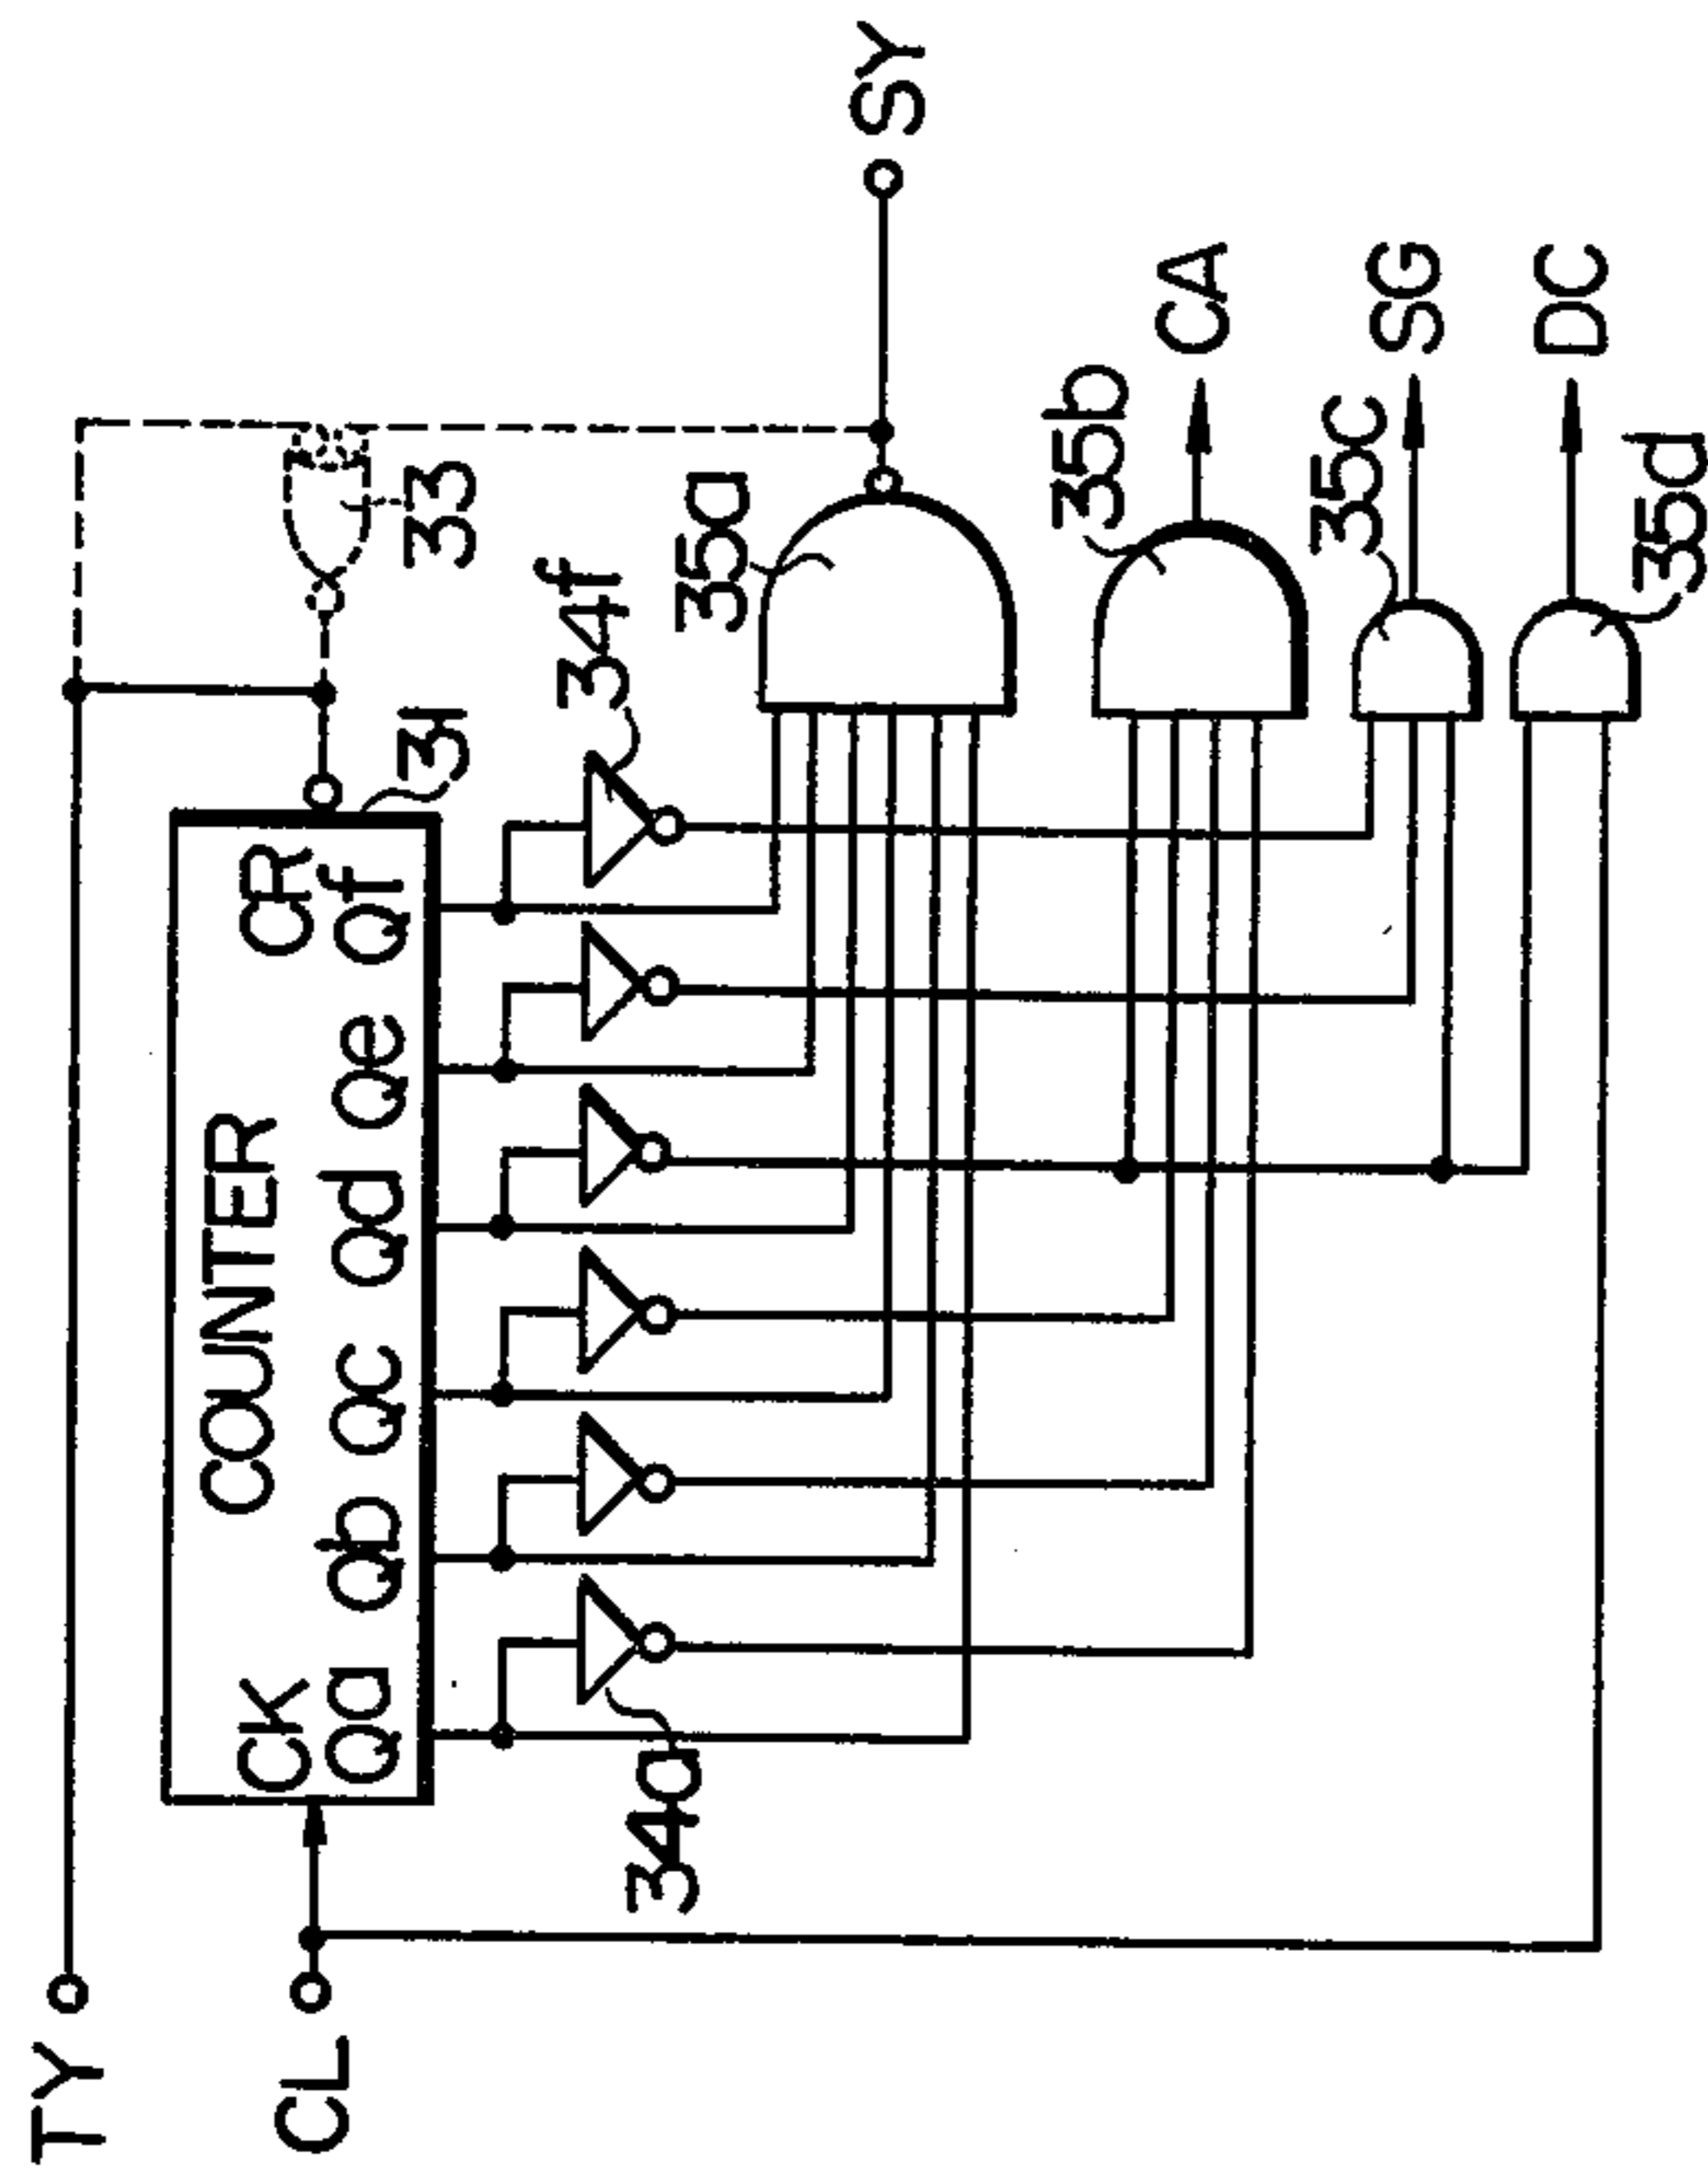 TY
CL
COUNTER
CK
CR
Qa Qb Qc Qd Qe Qf
31
33
34a
34f
35a
35b
35c
35d
SY
CA
SG
DC